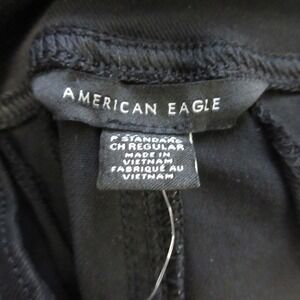 AMERICAN EAGLE
P STANDARD
CH REGULAR
MADE IN
VIETNAM
FABRIQUÉ AU
VIETNAM